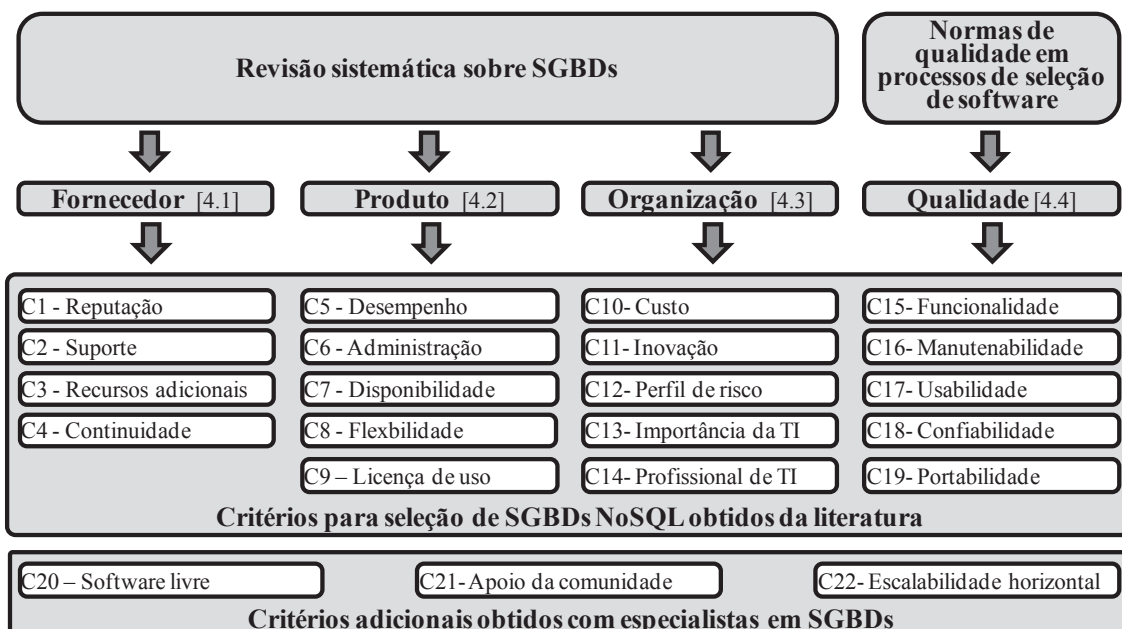 Revisão sistemática sobre SGBDs
Normas de
qualidade em
processos de seleção
de software
Fornecedor [4.1]
Produto [4.2]
Organização [4.3]
Qualidade [4.4]
C1 - Reputação
C2 - Suporte
C3 - Recursos adicionais
C4 - Continuidade
C5 - Desempenho
C6 - Administração
C7 - Disponibilidade
C8 - Flexbilidade
C9 – Licença de uso
C10- Custo
C11- Inovação
C12- Perfil de risco
C13- Importância da TI
C14- Profissional de TI
C15- Funcionalidade
C16- Manutenabilidade
C17- Usabilidade
C18- Confiabilidade
C19- Portabilidade
Critérios para seleção de SGBDs NoSQL obtidos da literatura
C20 – Software livre
C21- Apoio da comunidade
C22- Escalabilidade horizontal
Critérios adicionais obtidos com especialistas em SGBDs